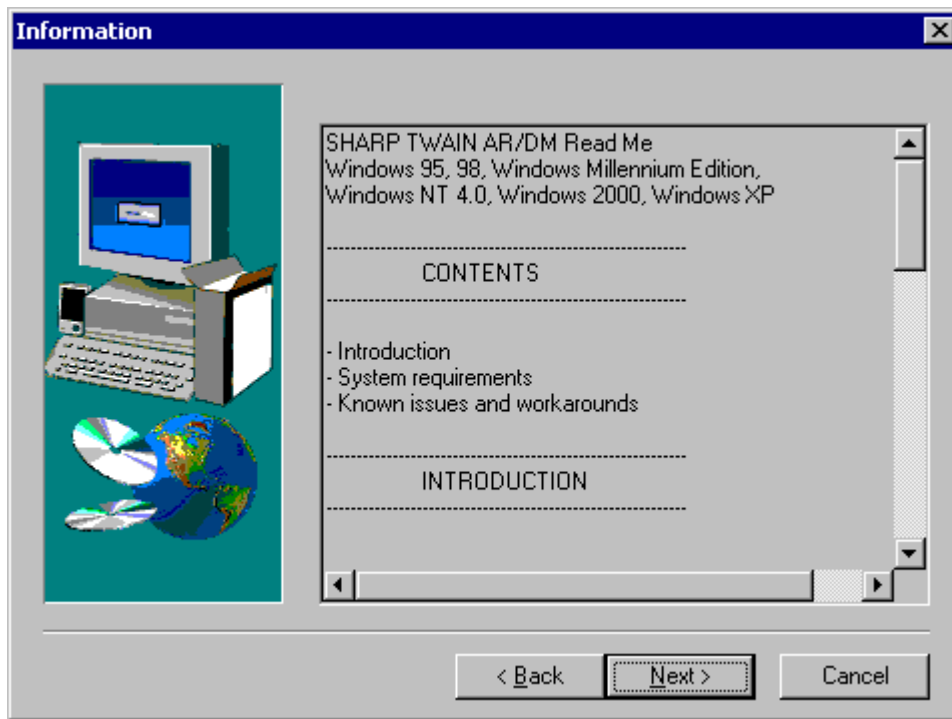 Information
SHARP TWAIN AR/DM Read Me
Windows 95, 98, Windows Millennium Edition,
Windows NT 4.0, Windows 2000, Windows XP
----------------------------------------------------------
CONTENTS
----------------------------------------------------------
- Introduction
- System requirements
- Known issues and workarounds
----------------------------------------------------------
INTRODUCTION
----------------------------------------------------------
< Back
Next >
Cancel